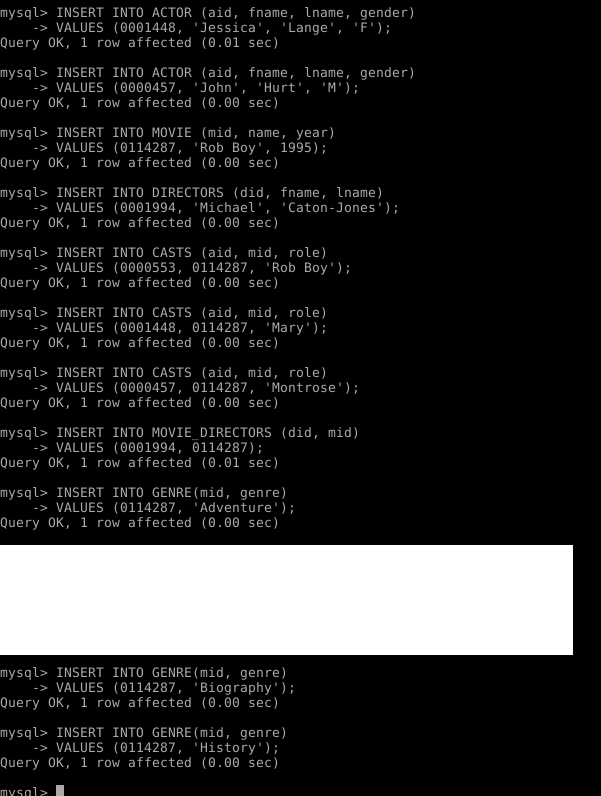 mysql> INSERT INTO ACTOR (aid, fname, lname, gender)
    -> VALUES (0001448, 'Jessica', 'Lange', 'F');
Query OK, 1 row affected (0.01 sec)

mysql> INSERT INTO ACTOR (aid, fname, lname, gender)
    -> VALUES (0000457, 'John', 'Hurt', 'M');
Query OK, 1 row affected (0.00 sec)

mysql> INSERT INTO MOVIE (mid, name, year)
    -> VALUES (0114287, 'Rob Boy', 1995);
Query OK, 1 row affected (0.00 sec)

mysql> INSERT INTO DIRECTORS (did, fname, lname)
    -> VALUES (0001994, 'Michael', 'Caton-Jones');
Query OK, 1 row affected (0.00 sec)

mysql> INSERT INTO CASTS (aid, mid, role)
    -> VALUES (0000553, 0114287, 'Rob Boy');
Query OK, 1 row affected (0.00 sec)

mysql> INSERT INTO CASTS (aid, mid, role)
    -> VALUES (0001448, 0114287, 'Mary');
Query OK, 1 row affected (0.00 sec)

mysql> INSERT INTO CASTS (aid, mid, role)
    -> VALUES (0000457, 0114287, 'Montrose');
Query OK, 1 row affected (0.00 sec)

mysql> INSERT INTO MOVIE_DIRECTORS (did, mid)
    -> VALUES (0001994, 0114287);
Query OK, 1 row affected (0.01 sec)

mysql> INSERT INTO GENRE(mid, genre)
    -> VALUES (0114287, 'Adventure');
Query OK, 1 row affected (0.00 sec)

mysql> INSERT INTO GENRE(mid, genre)
    -> VALUES (0114287, 'Biography');
Query OK, 1 row affected (0.00 sec)

mysql> INSERT INTO GENRE(mid, genre)
    -> VALUES (0114287, 'History');
Query OK, 1 row affected (0.00 sec)

mysql>